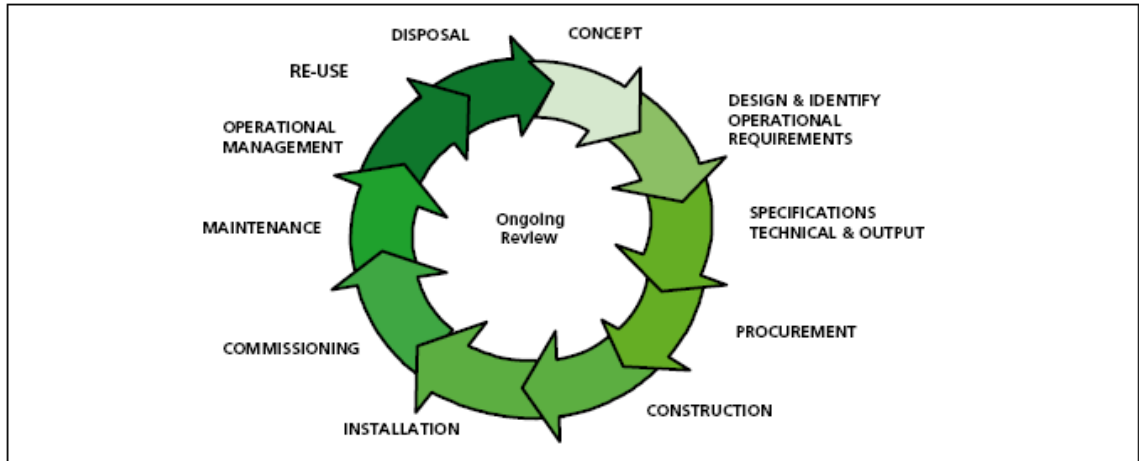 DISPOSAL
CONCEPT
RE-USE
DESIGN & IDENTIFY
OPERATIONAL
REQUIREMENTS
OPERATIONAL
MANAGEMENT
MAINTENANCE
Ongoing
Review
SPECIFICATIONS
TECHNICAL & OUTPUT
COMMISSIONING
PROCUREMENT
INSTALLATION
CONSTRUCTION